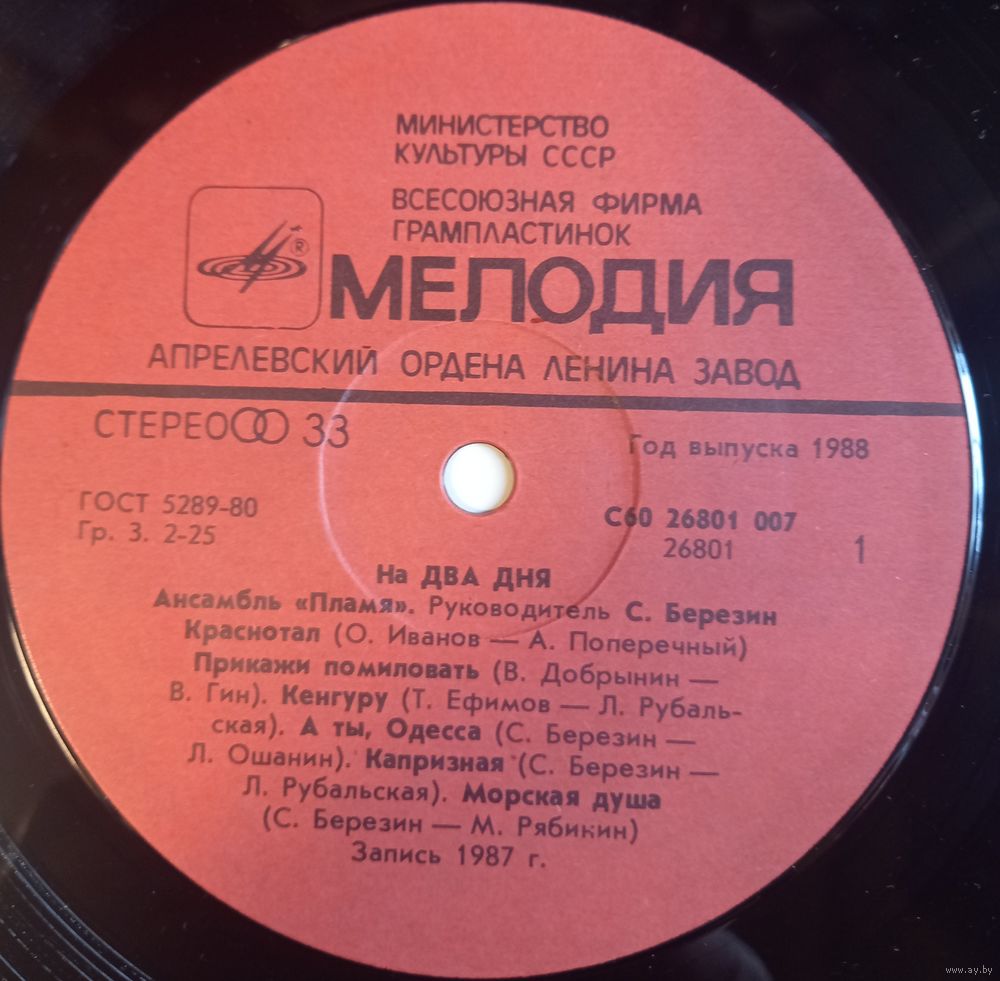 МИНИСТЕРСТВО
КУЛЬТУРЫ СССР
ВСЕСОЮЗНАЯ ФИРМА
ГРАМПЛАСТИНОК
®
МЕЛОДИЯ
АПРЕЛЕВСКИЙ ОРДЕНА ЛЕНИНА ЗАВОД
СТЕРЕО 33
Год выпуска 1988
ГОСТ 5289-80
Гр. 3. 2-25
С60 26801 007
26801
1
На ДВА ДНЯ
Ансамбль «Пламя». Руководитель С. Березин
Краснотал (О. Иванов — А. Поперечный)
Прикажи помиловать (В. Добрынин —
В. Гин). Кенгуру (Т. Ефимов — Л. Рубаль-
ская). А ты, Одесса (С. Березин —
Л. Ошанин). Капризная (С. Березин —
Л. Рубальская). Морская душа
(С. Березин — М. Рябикин)
Запись 1987 г.
www.ay.by